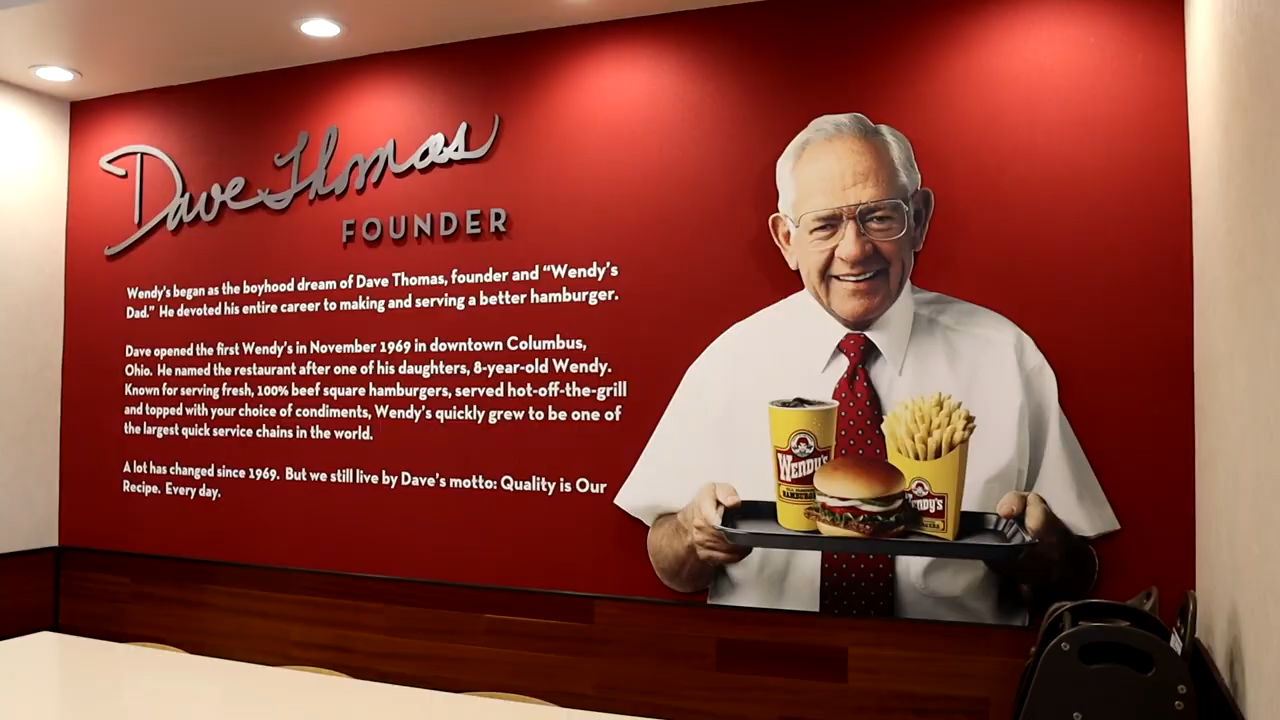 Dave Thomas
FOUNDER
Wendy's began as the boyhood dream of Dave Thomas, founder and “Wendy's
Dad.” He devoted his entire career to making and serving a better hamburger.
Dave opened the first Wendy's in November 1969 in downtown Columbus,
Ohio. He named the restaurant after one of his daughters, 8-year-old Wendy.
Known for serving fresh, 100% beef square hamburgers, served hot-off-the-grill
and topped with your choice of condiments, Wendy's quickly grew to be one of
the largest quick service chains in the world.
A lot has changed since 1969. But we still live by Dave's motto: Quality is Our
Recipe. Every day.
WENDY'S